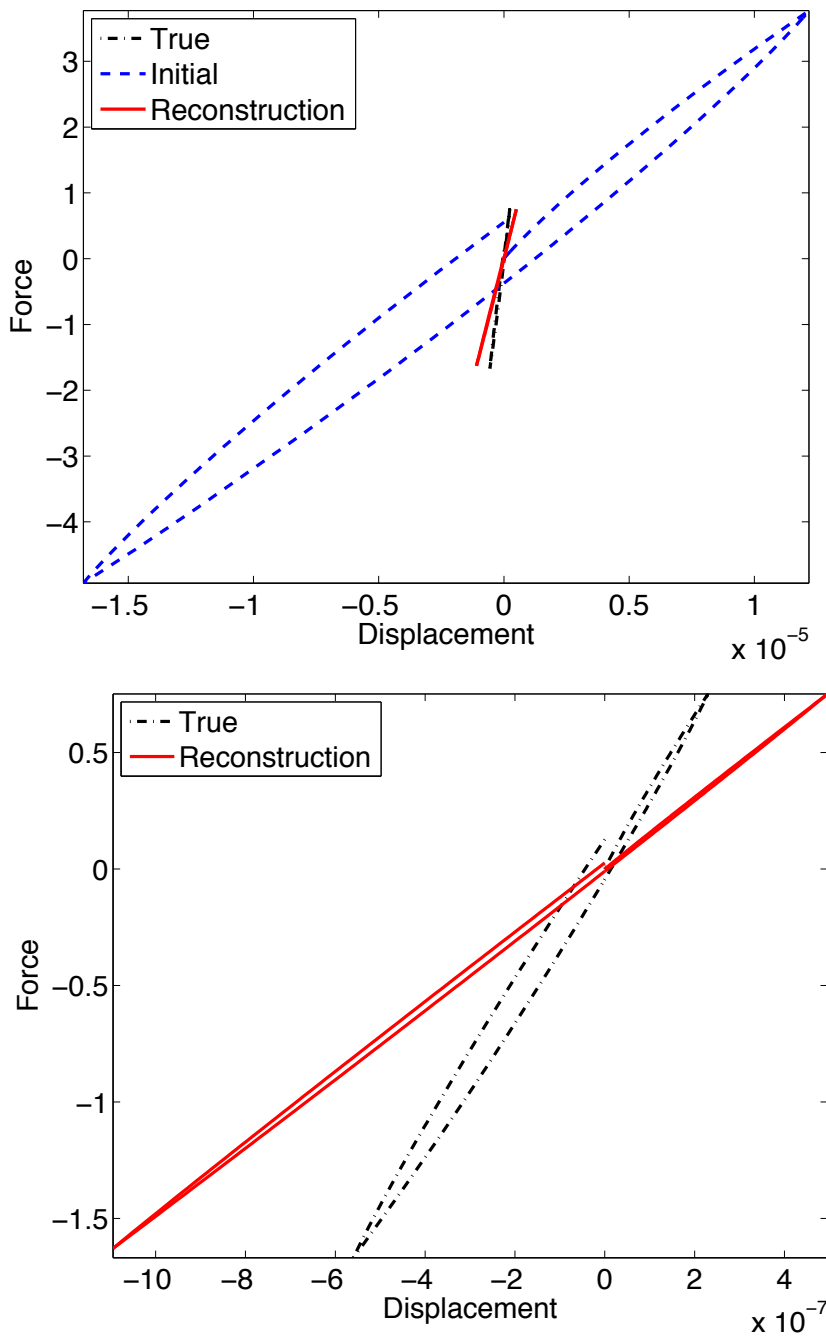 True
Initial
Reconstruction
3
2
1
0
−1
−2
−3
−4
Force
−1.5 −1 −0.5 0 0.5 1
Displacement
x 10−5
True
Reconstruction
0.5
0
−0.5
−1
−1.5
Force
−10 −8 −6 −4 −2 0 2 4
Displacement
x 10−7